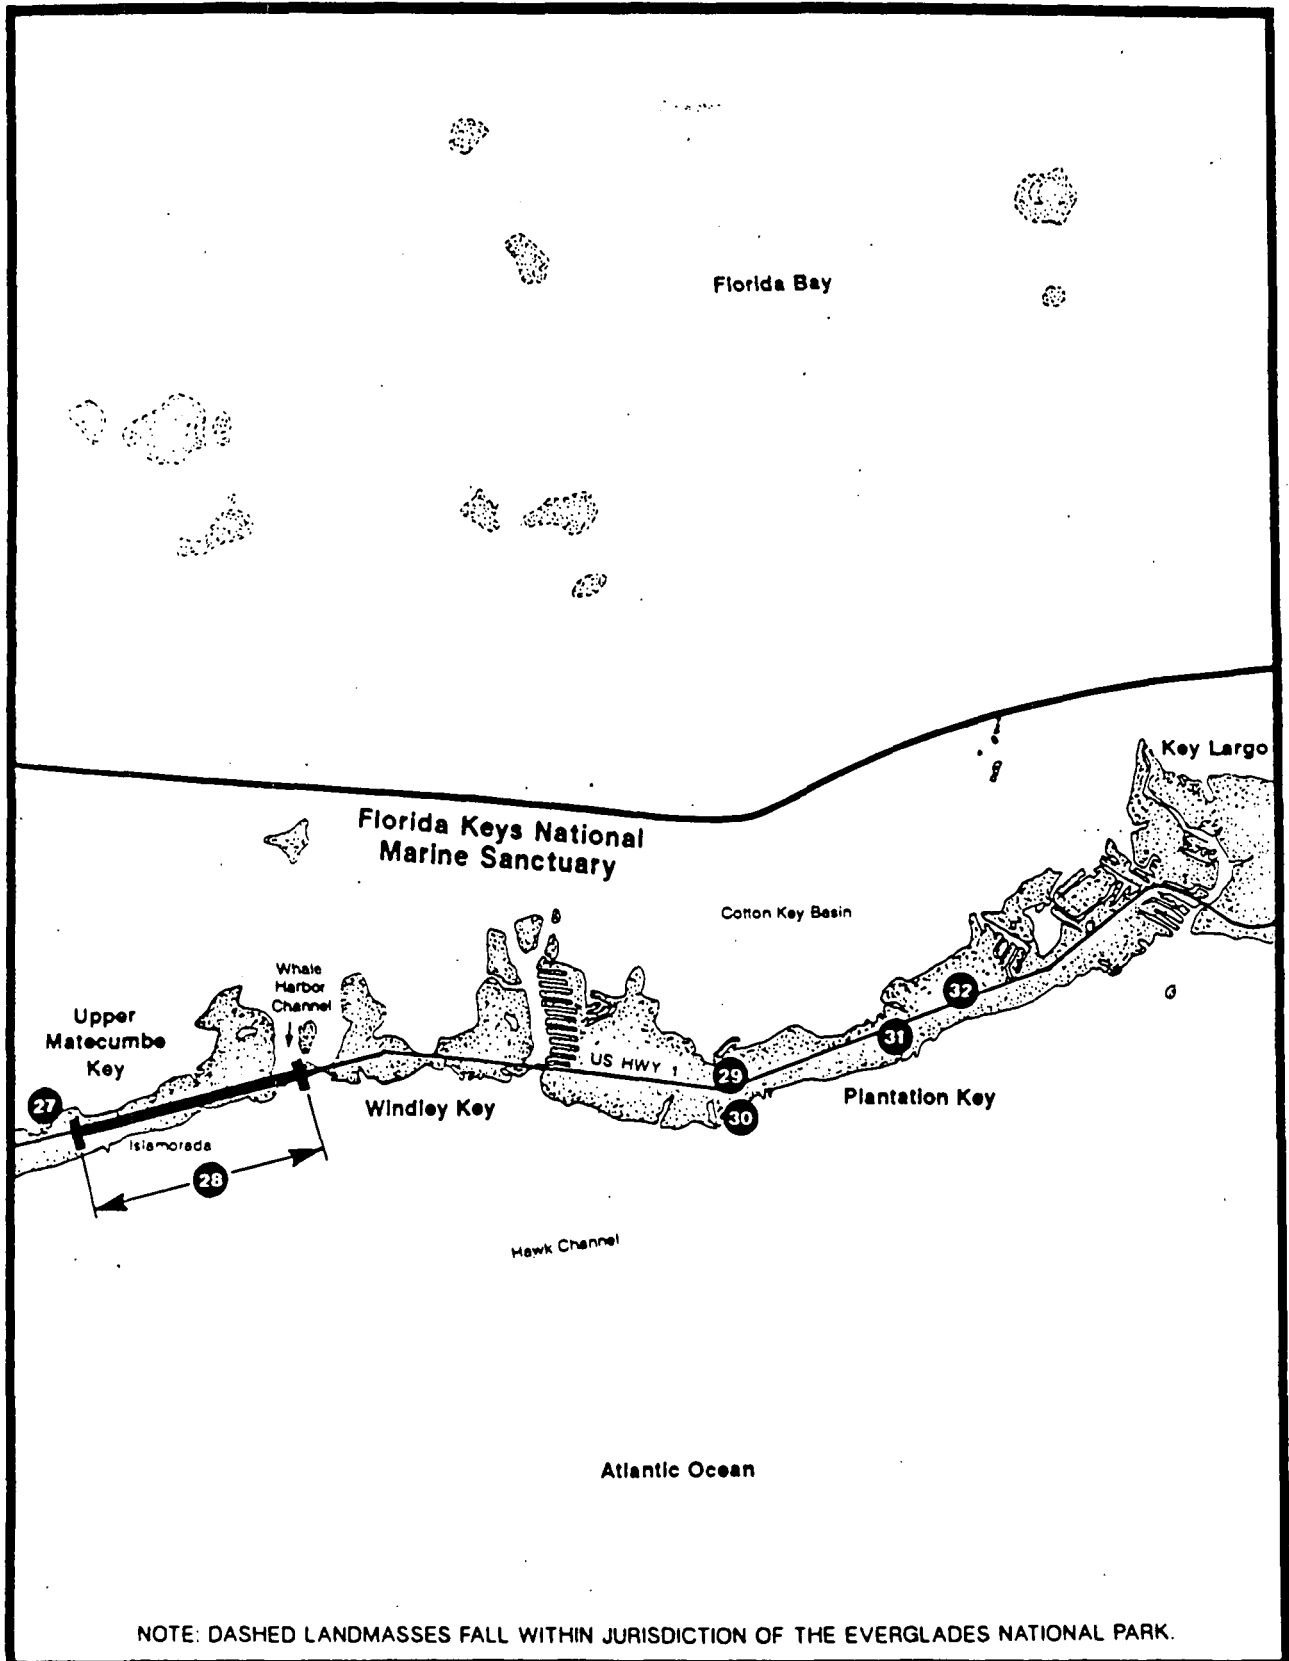 Florida Bay
Key Largo
Florida Keys National
Marine Sanctuary
Cotton Key Basin
Whale
Harbor
Channel
Upper
Matecumbe
Key
32
31
US HWY 1
29
Plantation Key
27
Windley Key
30
Islamorada
28
Hawk Channel
Atlantic Ocean
NOTE: DASHED LANDMASSES FALL WITHIN JURISDICTION OF THE EVERGLADES NATIONAL PARK.